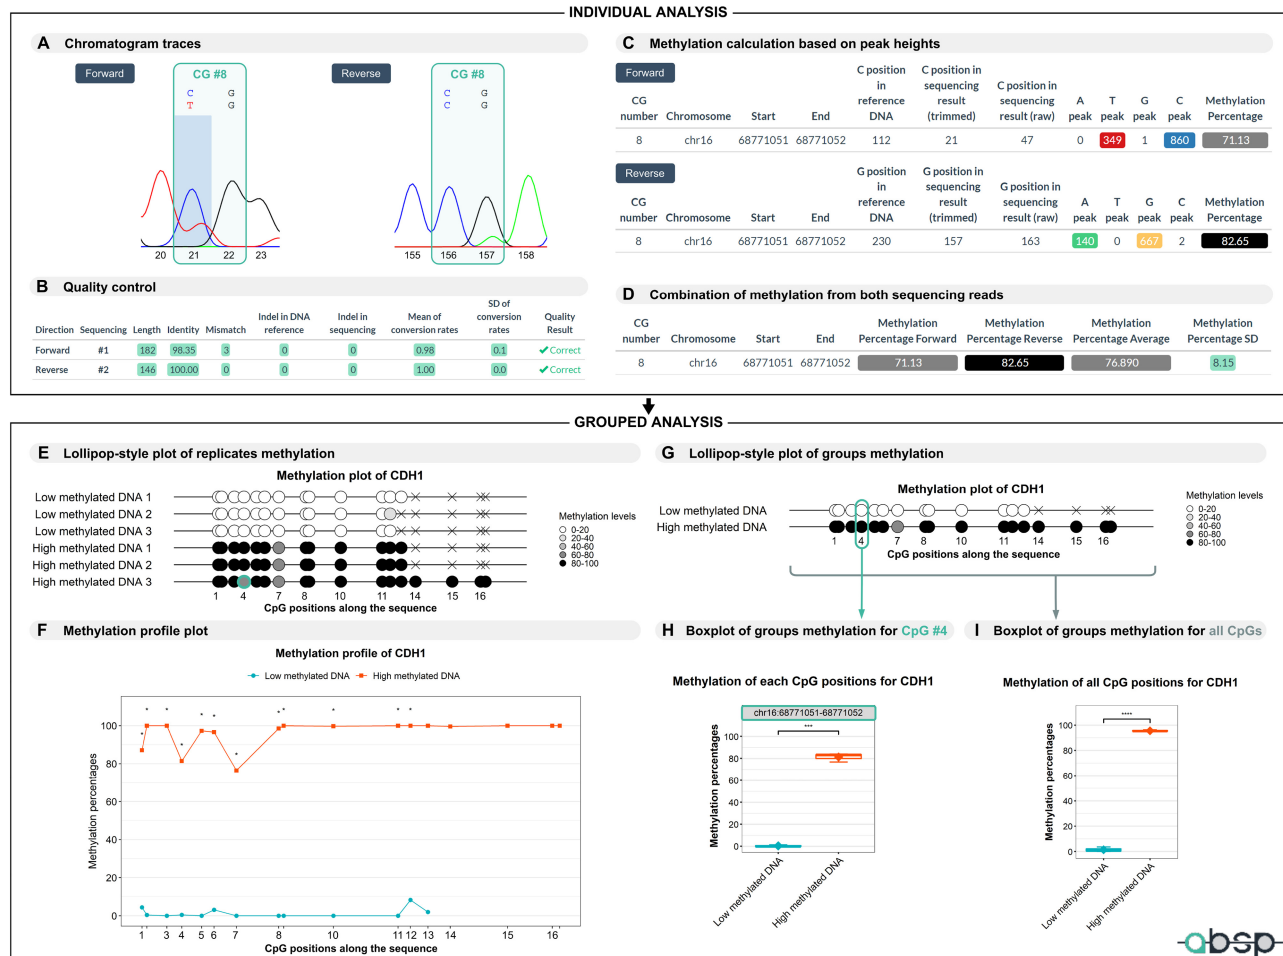 INDIVIDUAL ANALYSIS
A Chromatogram traces
Forward
CG #8
C G
T G
20 21 22 23
Reverse
CG #8
C G
C G
155 156 157 158
B Quality control
Direction Sequencing Length Identity Mismatch Indel in DNA reference Indel in sequencing Mean of conversion rates SD of conversion rates Quality Result
Forward #1 182 98.35 3 0 0 0.98 0.1 ✔Correct
Reverse #2 146 100.00 0 0 0 1.00 0.0 ✔Correct
C Methylation calculation based on peak heights
Forward
CG number Chromosome Start End C position in reference DNA C position in sequencing result (trimmed) C position in sequencing result (raw) A peak T peak G peak C peak Methylation Percentage
8 chr16 68771051 68771052 112 21 47 0 349 1 860 71.13
Reverse
CG number Chromosome Start End G position in reference DNA G position in sequencing result (trimmed) G position in sequencing result (raw) A peak T peak G peak C peak Methylation Percentage
8 chr16 68771051 68771052 230 157 163 140 0 667 2 82.65
D Combination of methylation from both sequencing reads
CG number Chromosome Start End Methylation Percentage Forward Methylation Percentage Reverse Methylation Percentage Average Methylation Percentage SD
8 chr16 68771051 68771052 71.13 82.65 76.890 8.15
GROUPED ANALYSIS
E Lollipop-style plot of replicates methylation
Methylation plot of CDH1
Low methylated DNA 1
Low methylated DNA 2
Low methylated DNA 3
High methylated DNA 1
High methylated DNA 2
High methylated DNA 3
1 4 7 8 10 11 14 15 16
CpG positions along the sequence
Methylation levels
0-20
20-40
40-60
60-80
80-100
F Methylation profile plot
Methylation profile of CDH1
Low methylated DNA High methylated DNA
Methylation percentages
100
80
60
40
20
0
* * * * * * * * * * * *
1 3 4 5 6 7 8 10 11 12 13 14 15 16
CpG positions along the sequence
G Lollipop-style plot of groups methylation
Methylation plot of CDH1
Low methylated DNA
High methylated DNA
1 4 7 8 10 11 14 15 16
CpG positions along the sequence
Methylation levels
0-20
20-40
40-60
60-80
80-100
H Boxplot of groups methylation for CpG #4
Methylation of each CpG positions for CDH1
chr16:68771051-68771052
***
Methylation percentages
100
80
60
40
20
0
Low methylated DNA
High methylated DNA
I Boxplot of groups methylation for all CpGs
Methylation of all CpG positions for CDH1
****
Methylation percentages
100
80
60
40
20
0
Low methylated DNA
High methylated DNA
absp